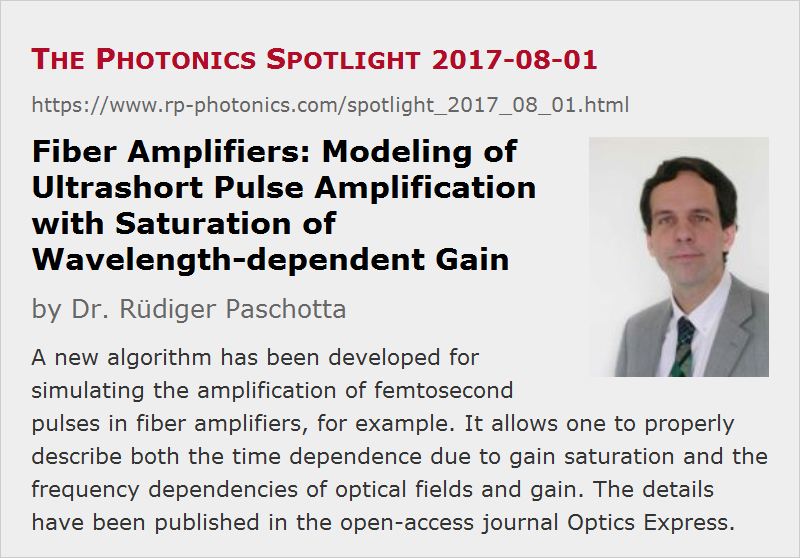 THE PHOTONICS SPOTLIGHT 2017-08-01
https://www.rp-photonics.com/spotlight_2017_08_01.html
Fiber Amplifiers: Modeling of
Ultrashort Pulse Amplification
with Saturation of
Wavelength-dependent Gain
by Dr. Rüdiger Paschotta
A new algorithm has been developed for
simulating the amplification of femtosecond
pulses in fiber amplifiers, for example. It allows one to properly
describe both the time dependence due to gain saturation and the
frequency dependencies of optical fields and gain. The details
have been published in the open-access journal Optics Express.